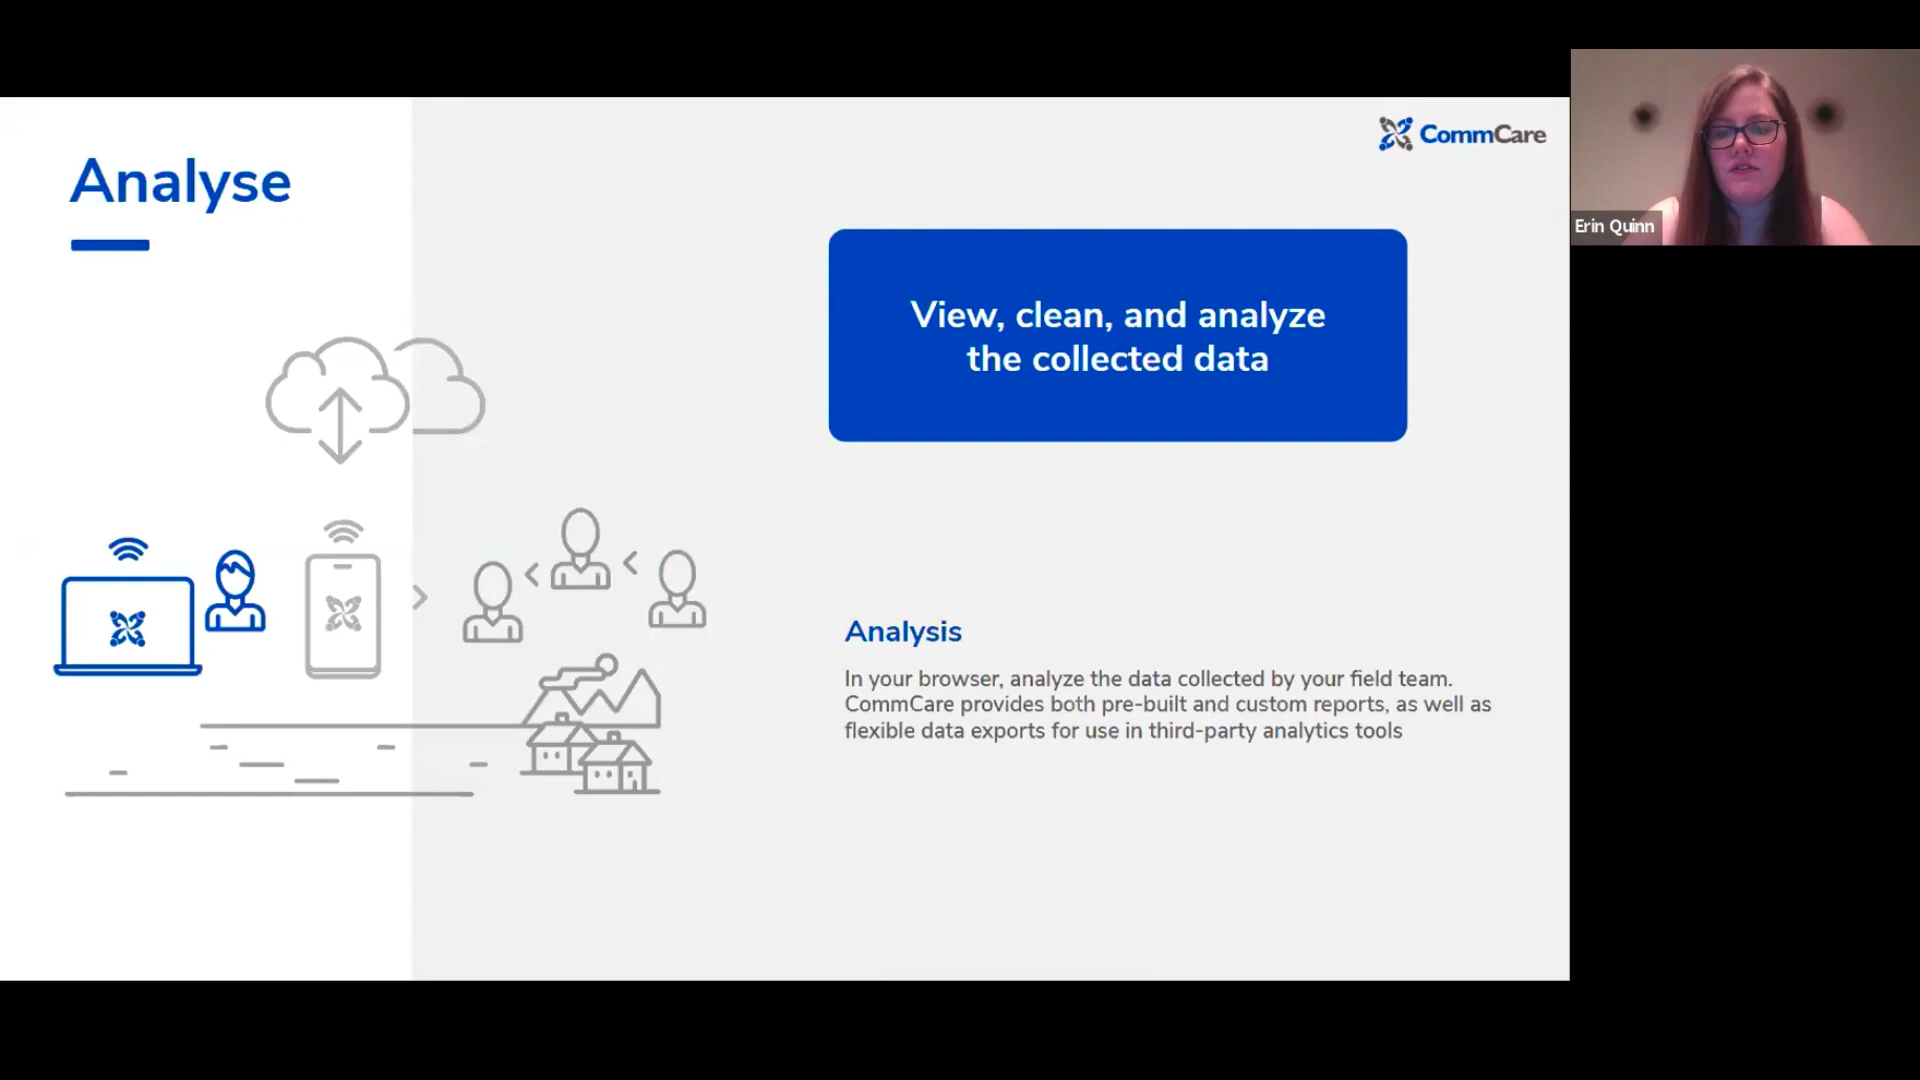 Analyse
CommCare
View, clean, and analyze
the collected data
Analysis
In your browser, analyze the data collected by your field team.
CommCare provides both pre-built and custom reports, as well as
flexible data exports for use in third-party analytics tools
Erin Quinn